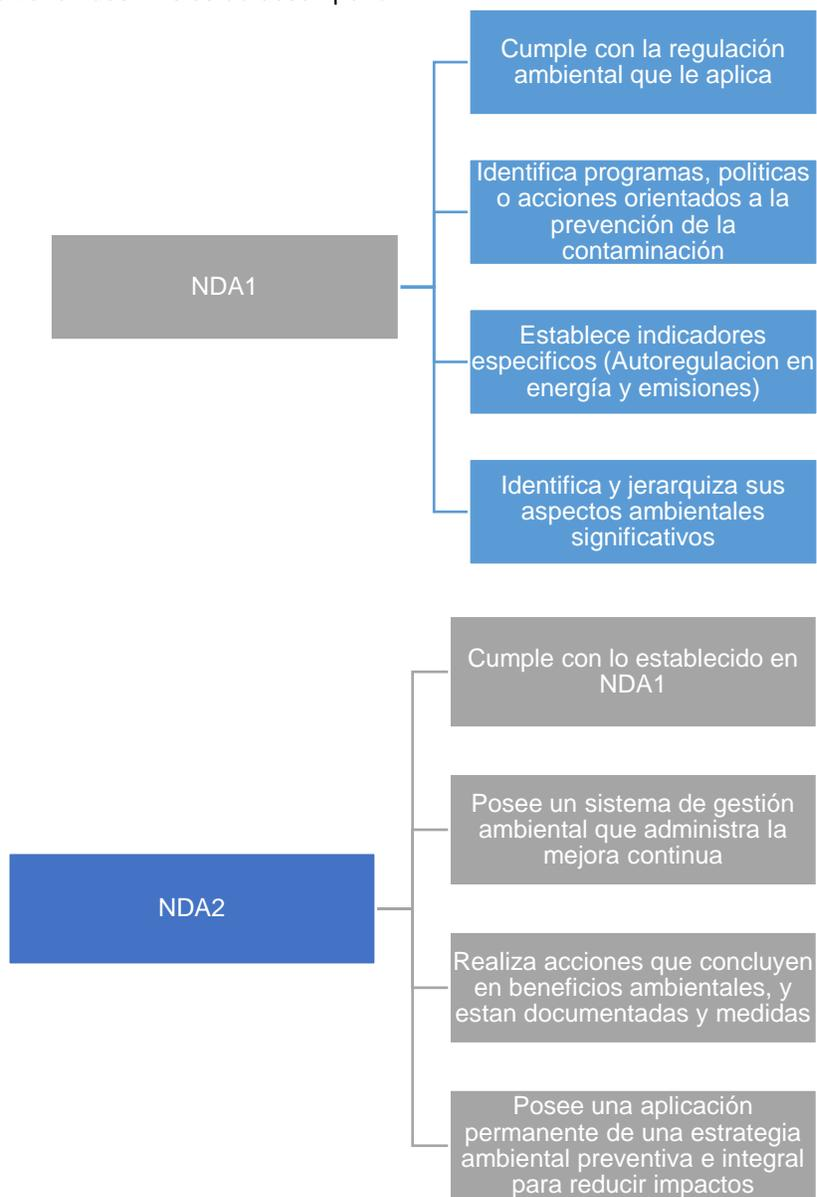 NDA1
Cumple con la regulación
ambiental que le aplica
Identifica programas, politicas
o acciones orientados a la
prevención de la
contaminación
Establece indicadores
especificos (Autoregulacion en
energía y emisiones)
Identifica y jerarquiza sus
aspectos ambientales
significativos
NDA2
Cumple con lo establecido en
NDA1
Posee un sistema de gestión
ambiental que administra la
mejora continua
Realiza acciones que concluyen
en beneficios ambientales, y
estan documentadas y medidas
Posee una aplicación
permanente de una estrategia
ambiental preventiva e integral
para reducir impactos